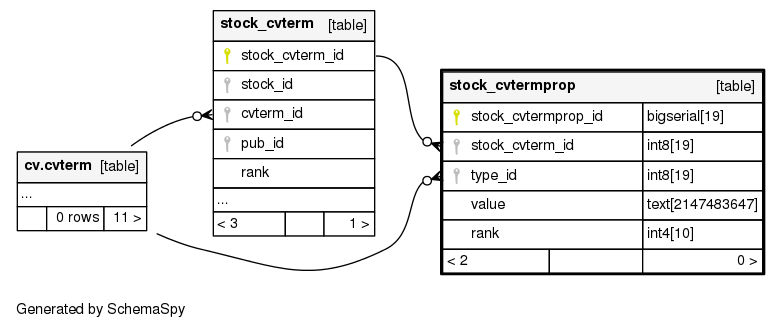 stock_cvterm [table]
stock_cvterm_id
stock_id
cvterm_id
pub_id
rank
...
< 3 1 >
cv.cvterm [table]
...
0 rows 11 >
stock_cvtermprop [table]
stock_cvtermprop_id bigserial[19]
stock_cvterm_id int8[19]
type_id int8[19]
value text[2147483647]
rank int4[10]
< 2 0 >
Generated by SchemaSpy